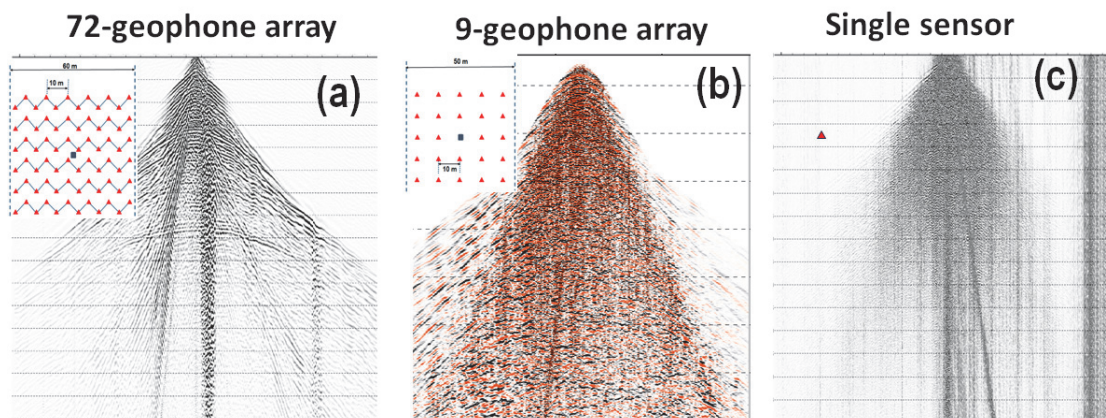 72-geophone array
9-geophone array
Single sensor
60 m
10 m
(a)
50 m
10 m
(b)
(c)